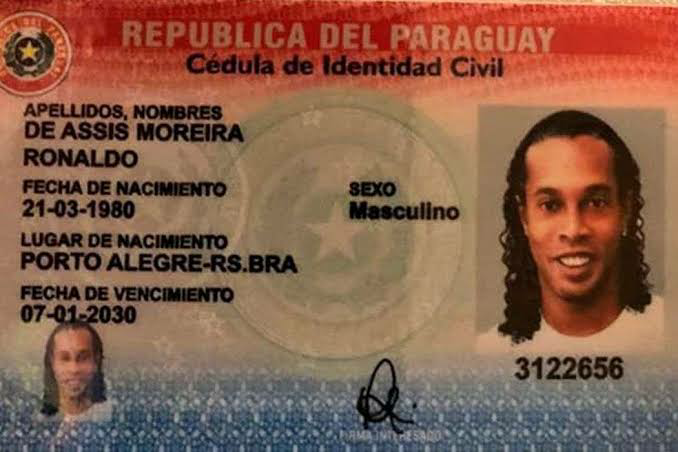 REPUBLICA DEL PARAGUAY
Cédula de Identidad Civil
APELLIDOS, NOMBRES
DE ASSIS MOREIRA
RONALDO
FECHA DE NACIMIENTO
21-03-1980
SEXO
Masculino
LUGAR DE NACIMIENTO
PORTO ALEGRE-RS.BRA
FECHA DE VENCIMIENTO
07-01-2030
3122656
FIRMA INTERESADO